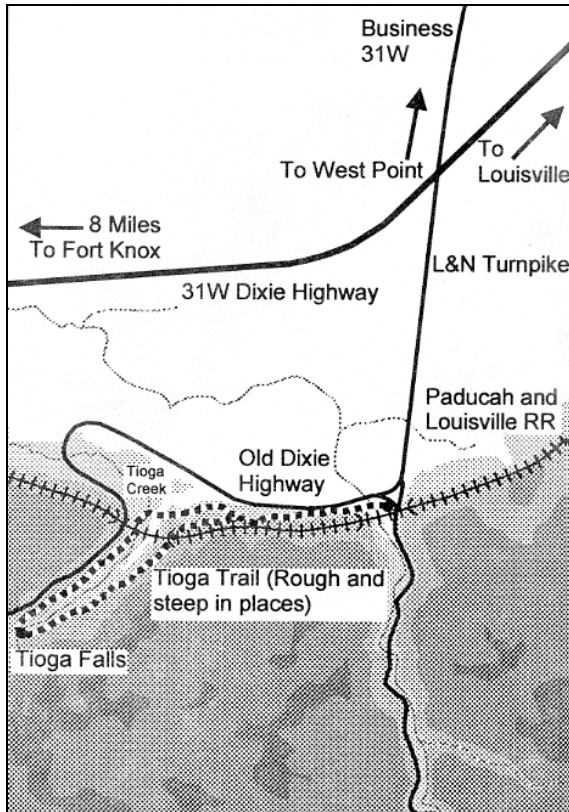 Business
31W
To West Point
To
Louisville
8 Miles
To Fort Knox
31W Dixie Highway
L&N Turnpike
Paducah and
Louisville RR
Old Dixie
Highway
Tioga
Creek
Tioga Trail (Rough and
steep in places)
Tioga Falls